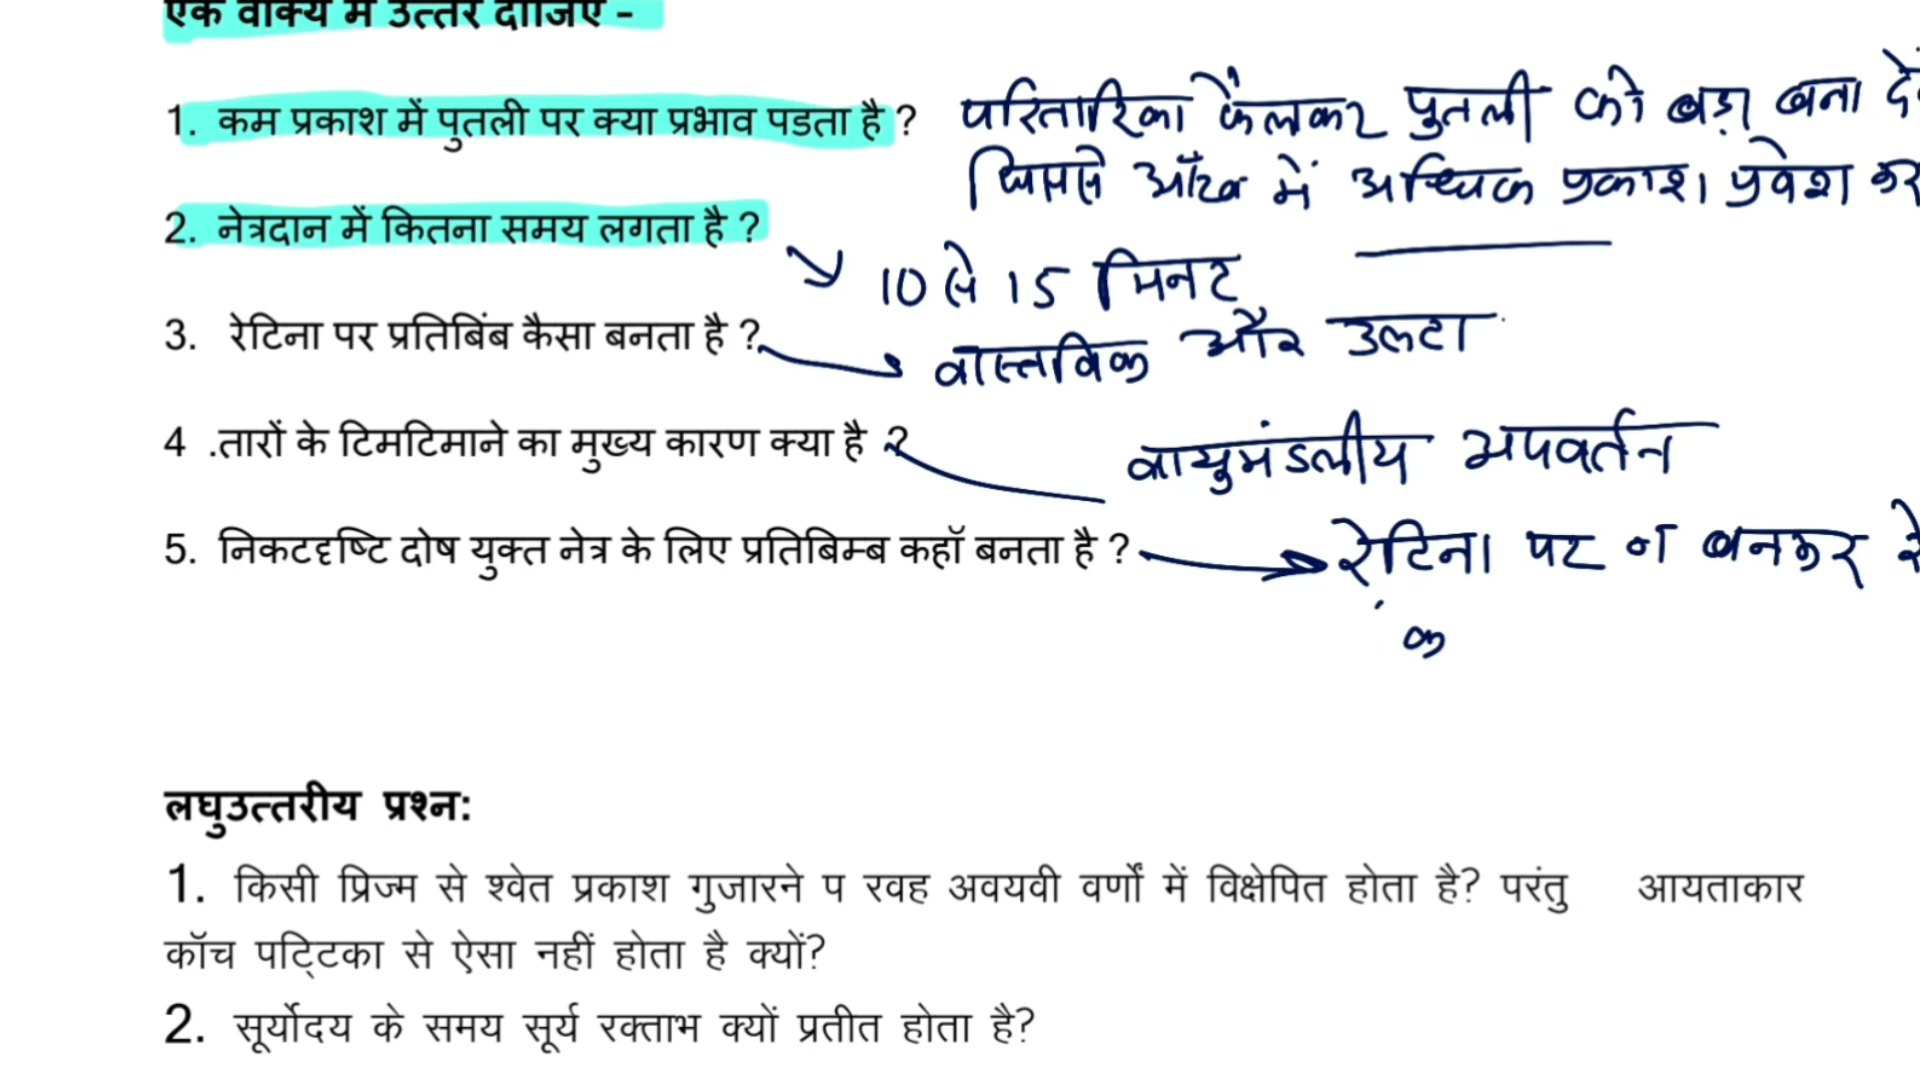 एक वाक्य में उत्तर दीजिए -
1. कम प्रकाश में पुतली पर क्या प्रभाव पडता है ? परितारिका फैलकर पुतली को बड़ा बना
जिससे आँख में अधिक प्रकाश प्रवेश कर
2. नेत्रदान में कितना समय लगता है ?
10 से 15 मिनट
3. रेटिना पर प्रतिबिंब कैसा बनता है ? वास्तविक और उलटा
4 .तारों के टिमटिमाने का मुख्य कारण क्या है ? वायुमंडलीय अपवर्तन
5. निकटदृष्टि दोष युक्त नेत्र के लिए प्रतिबिम्ब कहॉ बनता है ? रेटिना पर न बनकर
क
लघुउत्तरीय प्रश्न:
1. किसी प्रिज्म से श्वेत प्रकाश गुजारने प रवह अवयवी वर्णों में विक्षेपित होता है? परंतु आयताकार
कॉच पट्टिका से ऐसा नहीं होता है क्यों?
2. सूर्योदय के समय सूर्य रक्ताभ क्यों प्रतीत होता है?